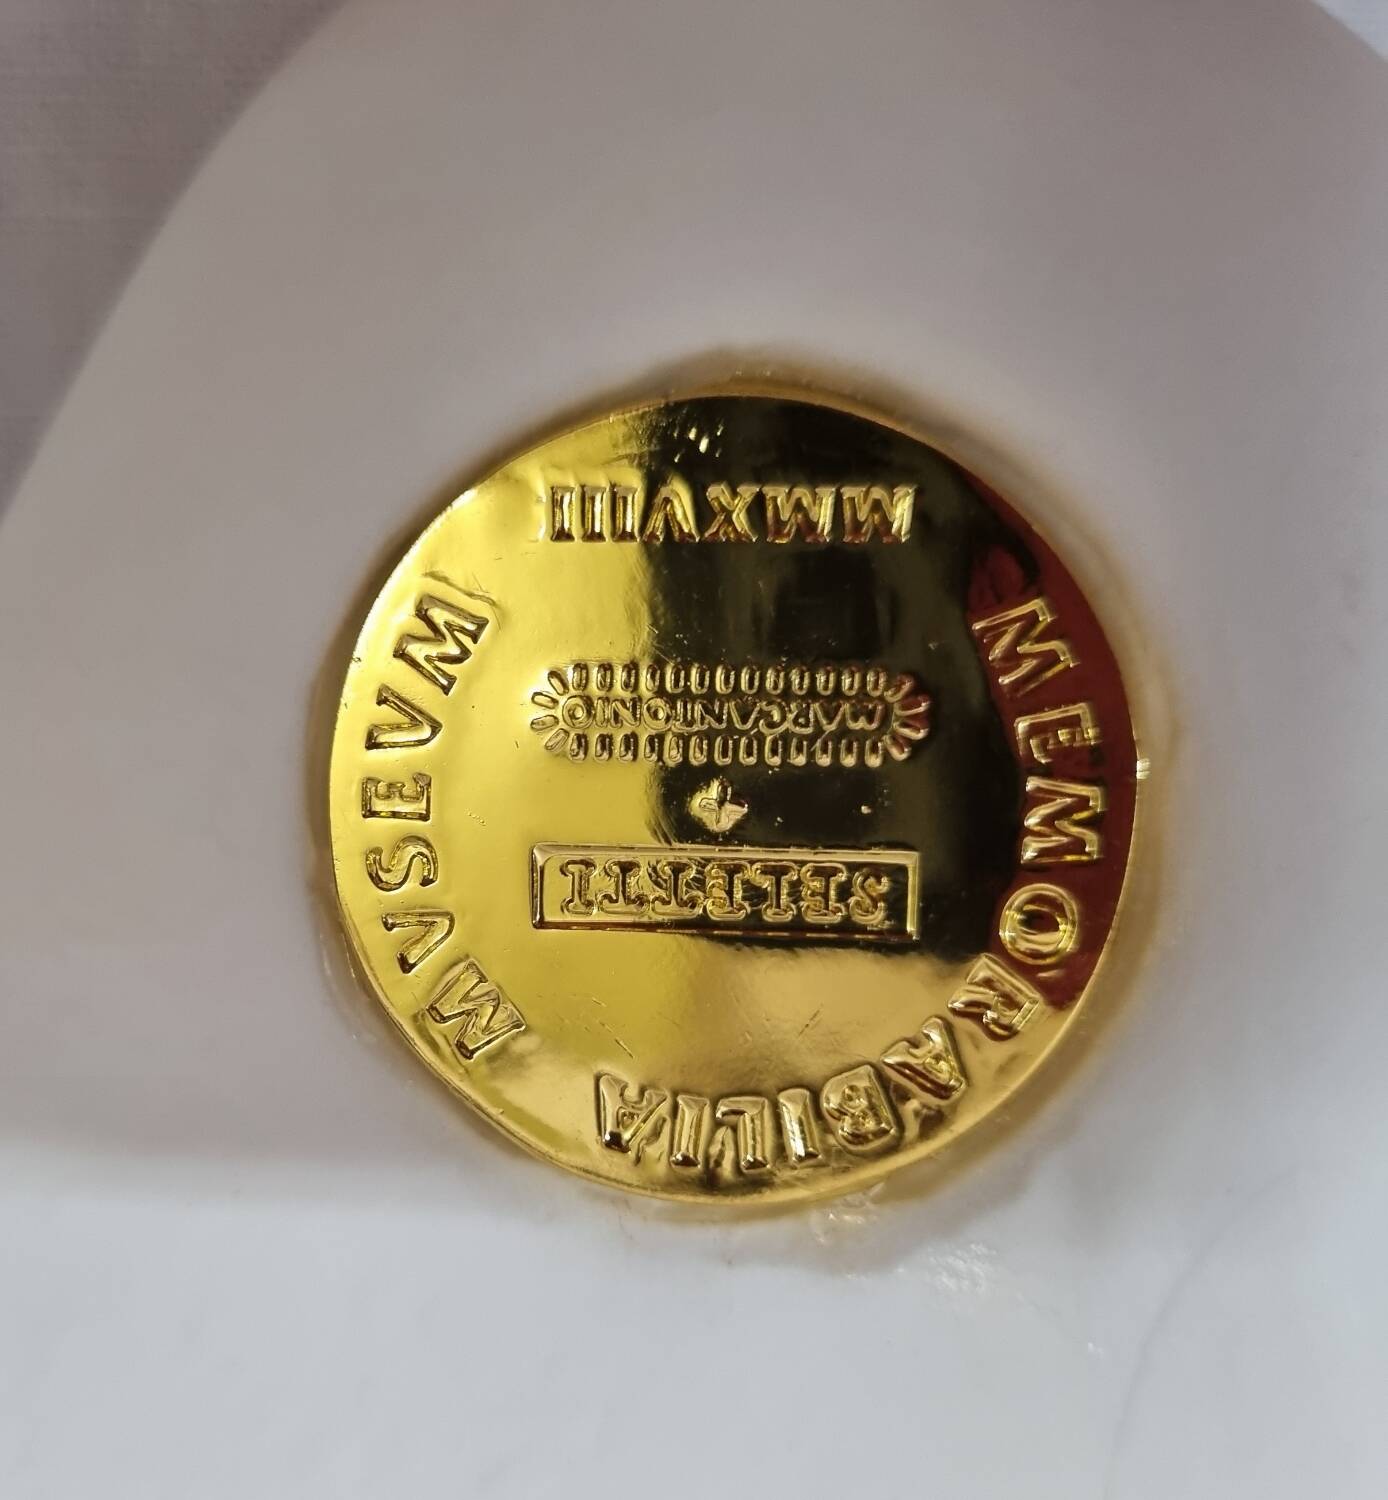 MEMORABILIA MVSEVM
SELETTI
+
MARCANTONIO
MMXVIII